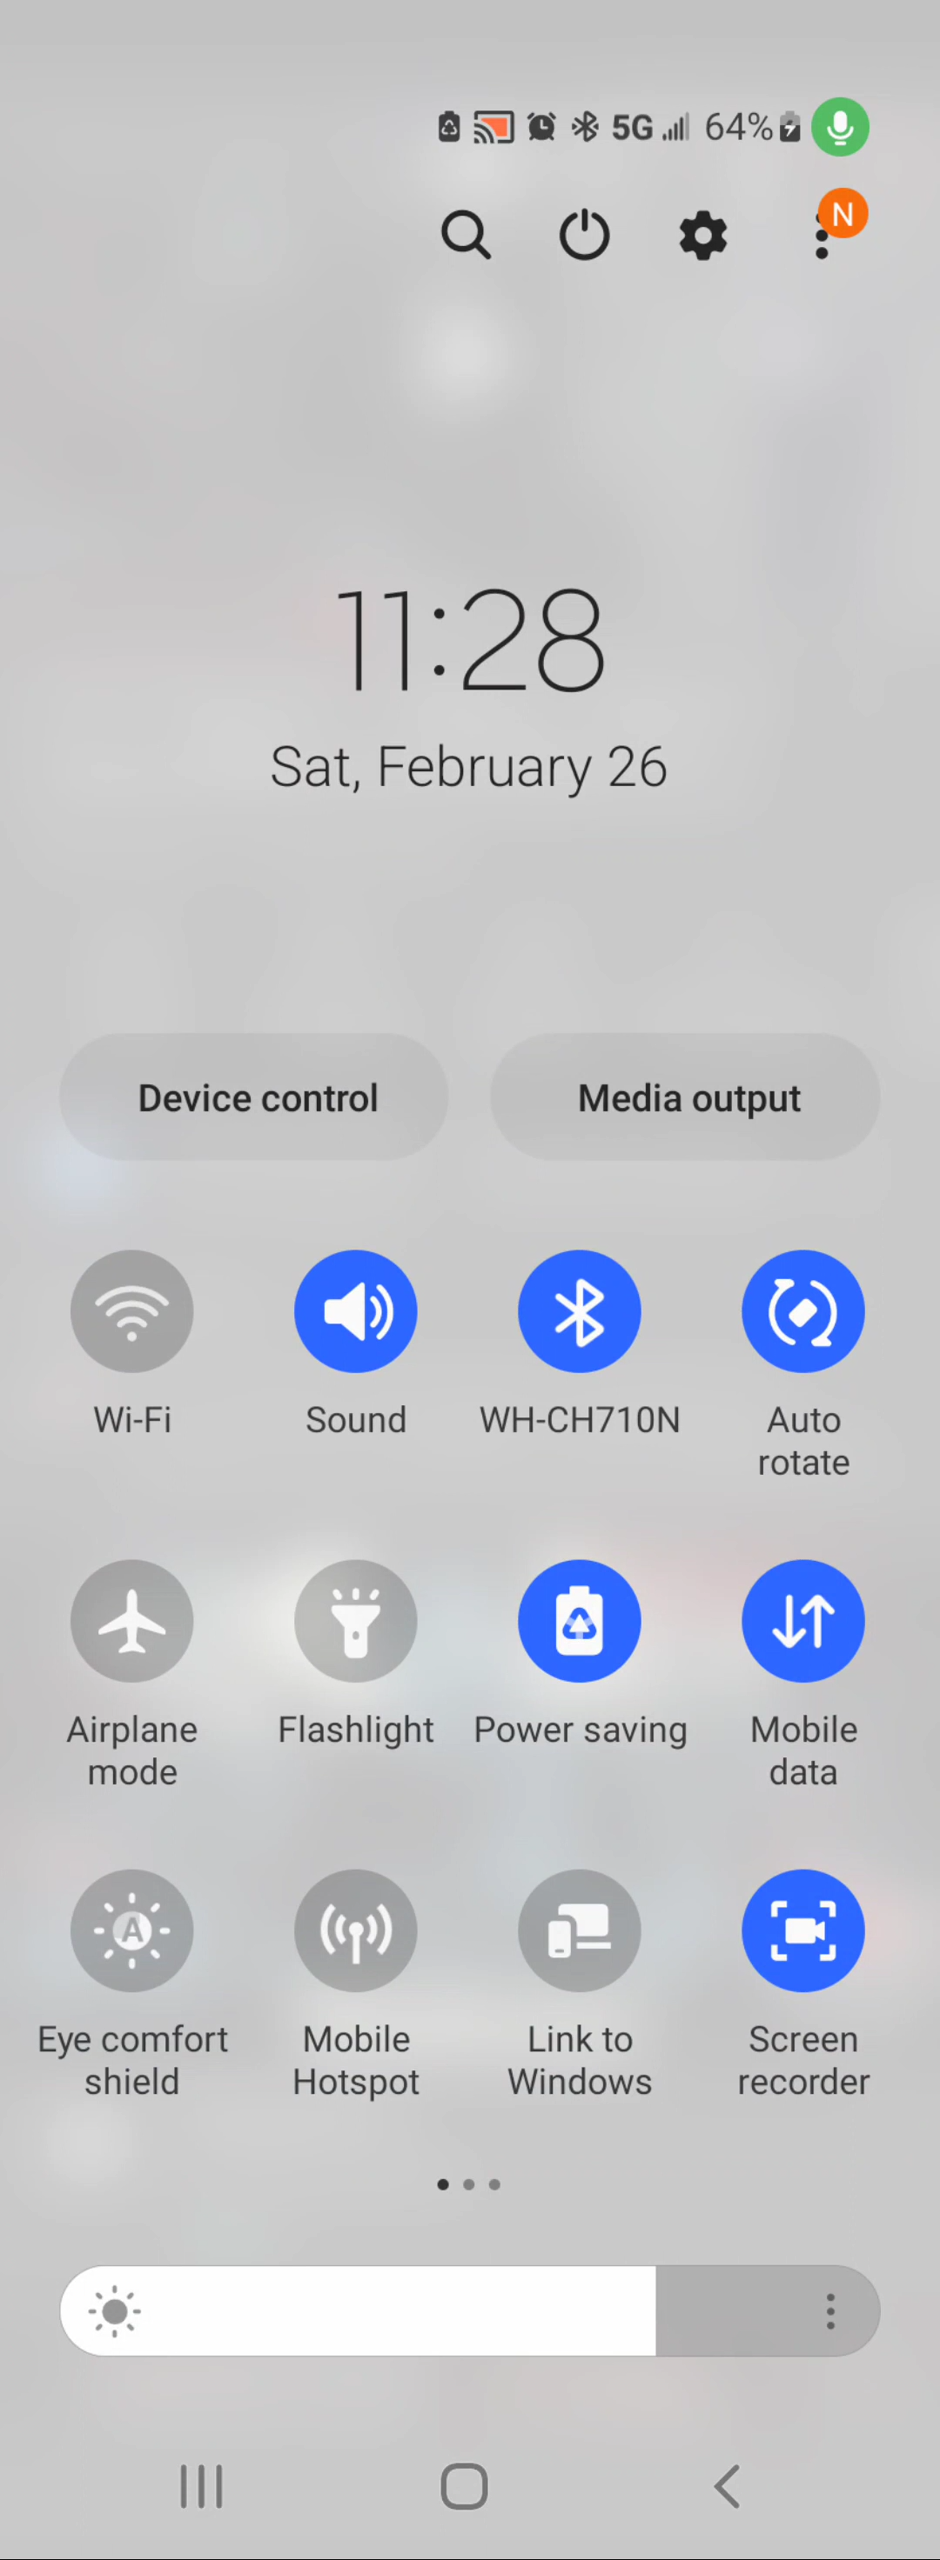 5G 64%
N
11:28
Sat, February 26
Device control Media output
Wi-Fi Sound WH-CH710N Auto
rotate
Airplane Flashlight Power saving Mobile
mode data
A
Eye comfort Mobile Link to Screen
shield Hotspot Windows recorder